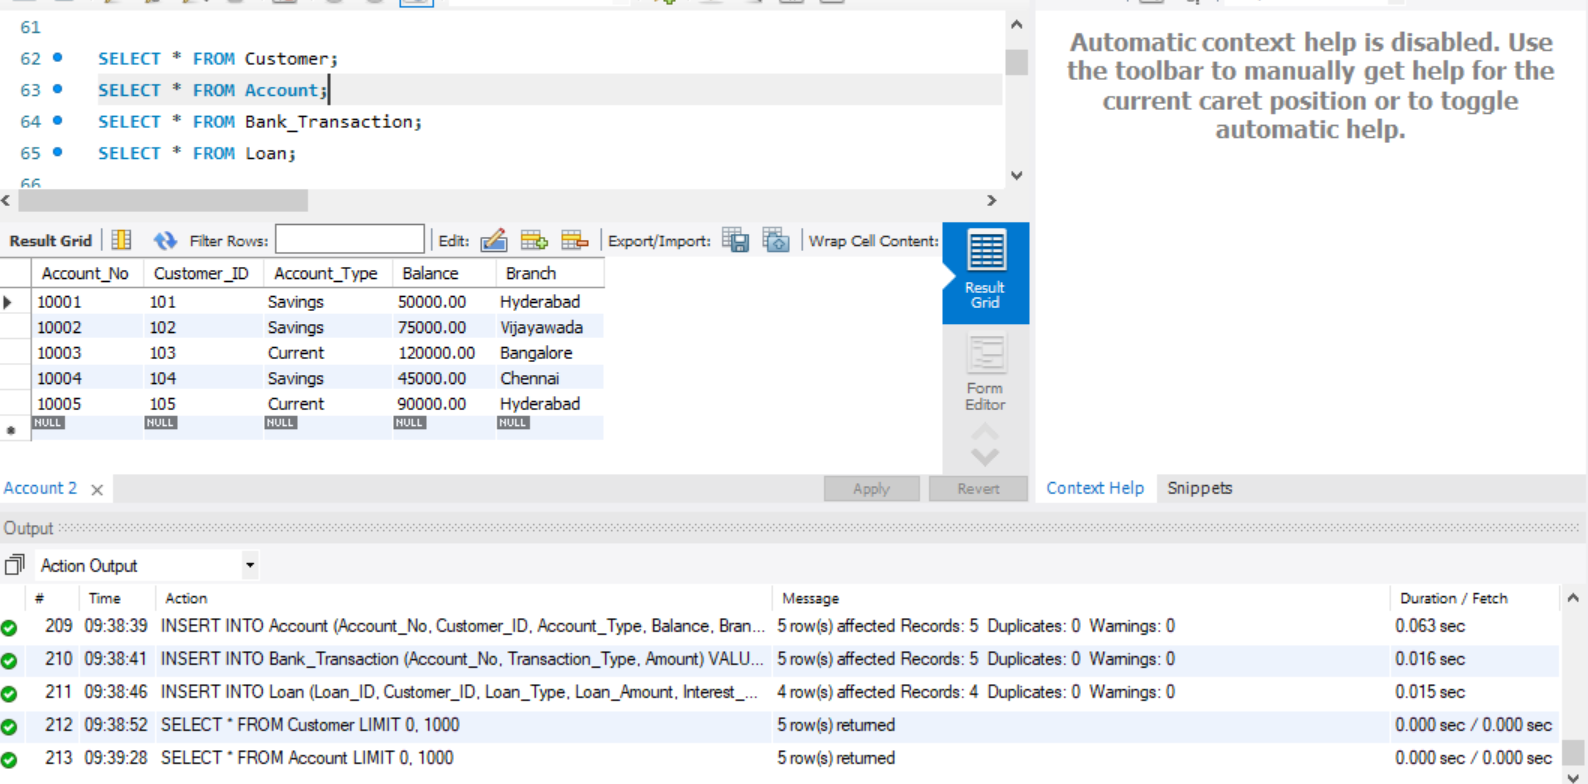 61
62 SELECT * FROM Customer;
63 SELECT * FROM Account;
64 SELECT * FROM Bank_Transaction;
65 SELECT * FROM Loan;
66
Automatic context help is disabled. Use
the toolbar to manually get help for the
current caret position or to toggle
automatic help.
Result Grid Filter Rows: Edit: Export/Import: Wrap Cell Content:
Account_No Customer_ID Account_Type Balance Branch
10001 101 Savings 50000.00 Hyderabad
10002 102 Savings 75000.00 Vijayawada
10003 103 Current 120000.00 Bangalore
10004 104 Savings 45000.00 Chennai
10005 105 Current 90000.00 Hyderabad
NULL NULL NULL NULL NULL
Result
Grid
Form
Editor
Account 2 Apply Revert
Context Help Snippets
Output
Action Output
# Time Action Message Duration / Fetch
209 09:38:39 INSERT INTO Account (Account_No, Customer_ID, Account_Type, Balance, Bran... 5 row(s) affected Records: 5 Duplicates: 0 Warnings: 0 0.063 sec
210 09:38:41 INSERT INTO Bank_Transaction (Account_No, Transaction_Type, Amount) VALU... 5 row(s) affected Records: 5 Duplicates: 0 Warnings: 0 0.016 sec
211 09:38:46 INSERT INTO Loan (Loan_ID, Customer_ID, Loan_Type, Loan_Amount, Interest_... 4 row(s) affected Records: 4 Duplicates: 0 Warnings: 0 0.015 sec
212 09:38:52 SELECT * FROM Customer LIMIT 0, 1000 5 row(s) returned 0.000 sec / 0.000 sec
213 09:39:28 SELECT * FROM Account LIMIT 0, 1000 5 row(s) returned 0.000 sec / 0.000 sec